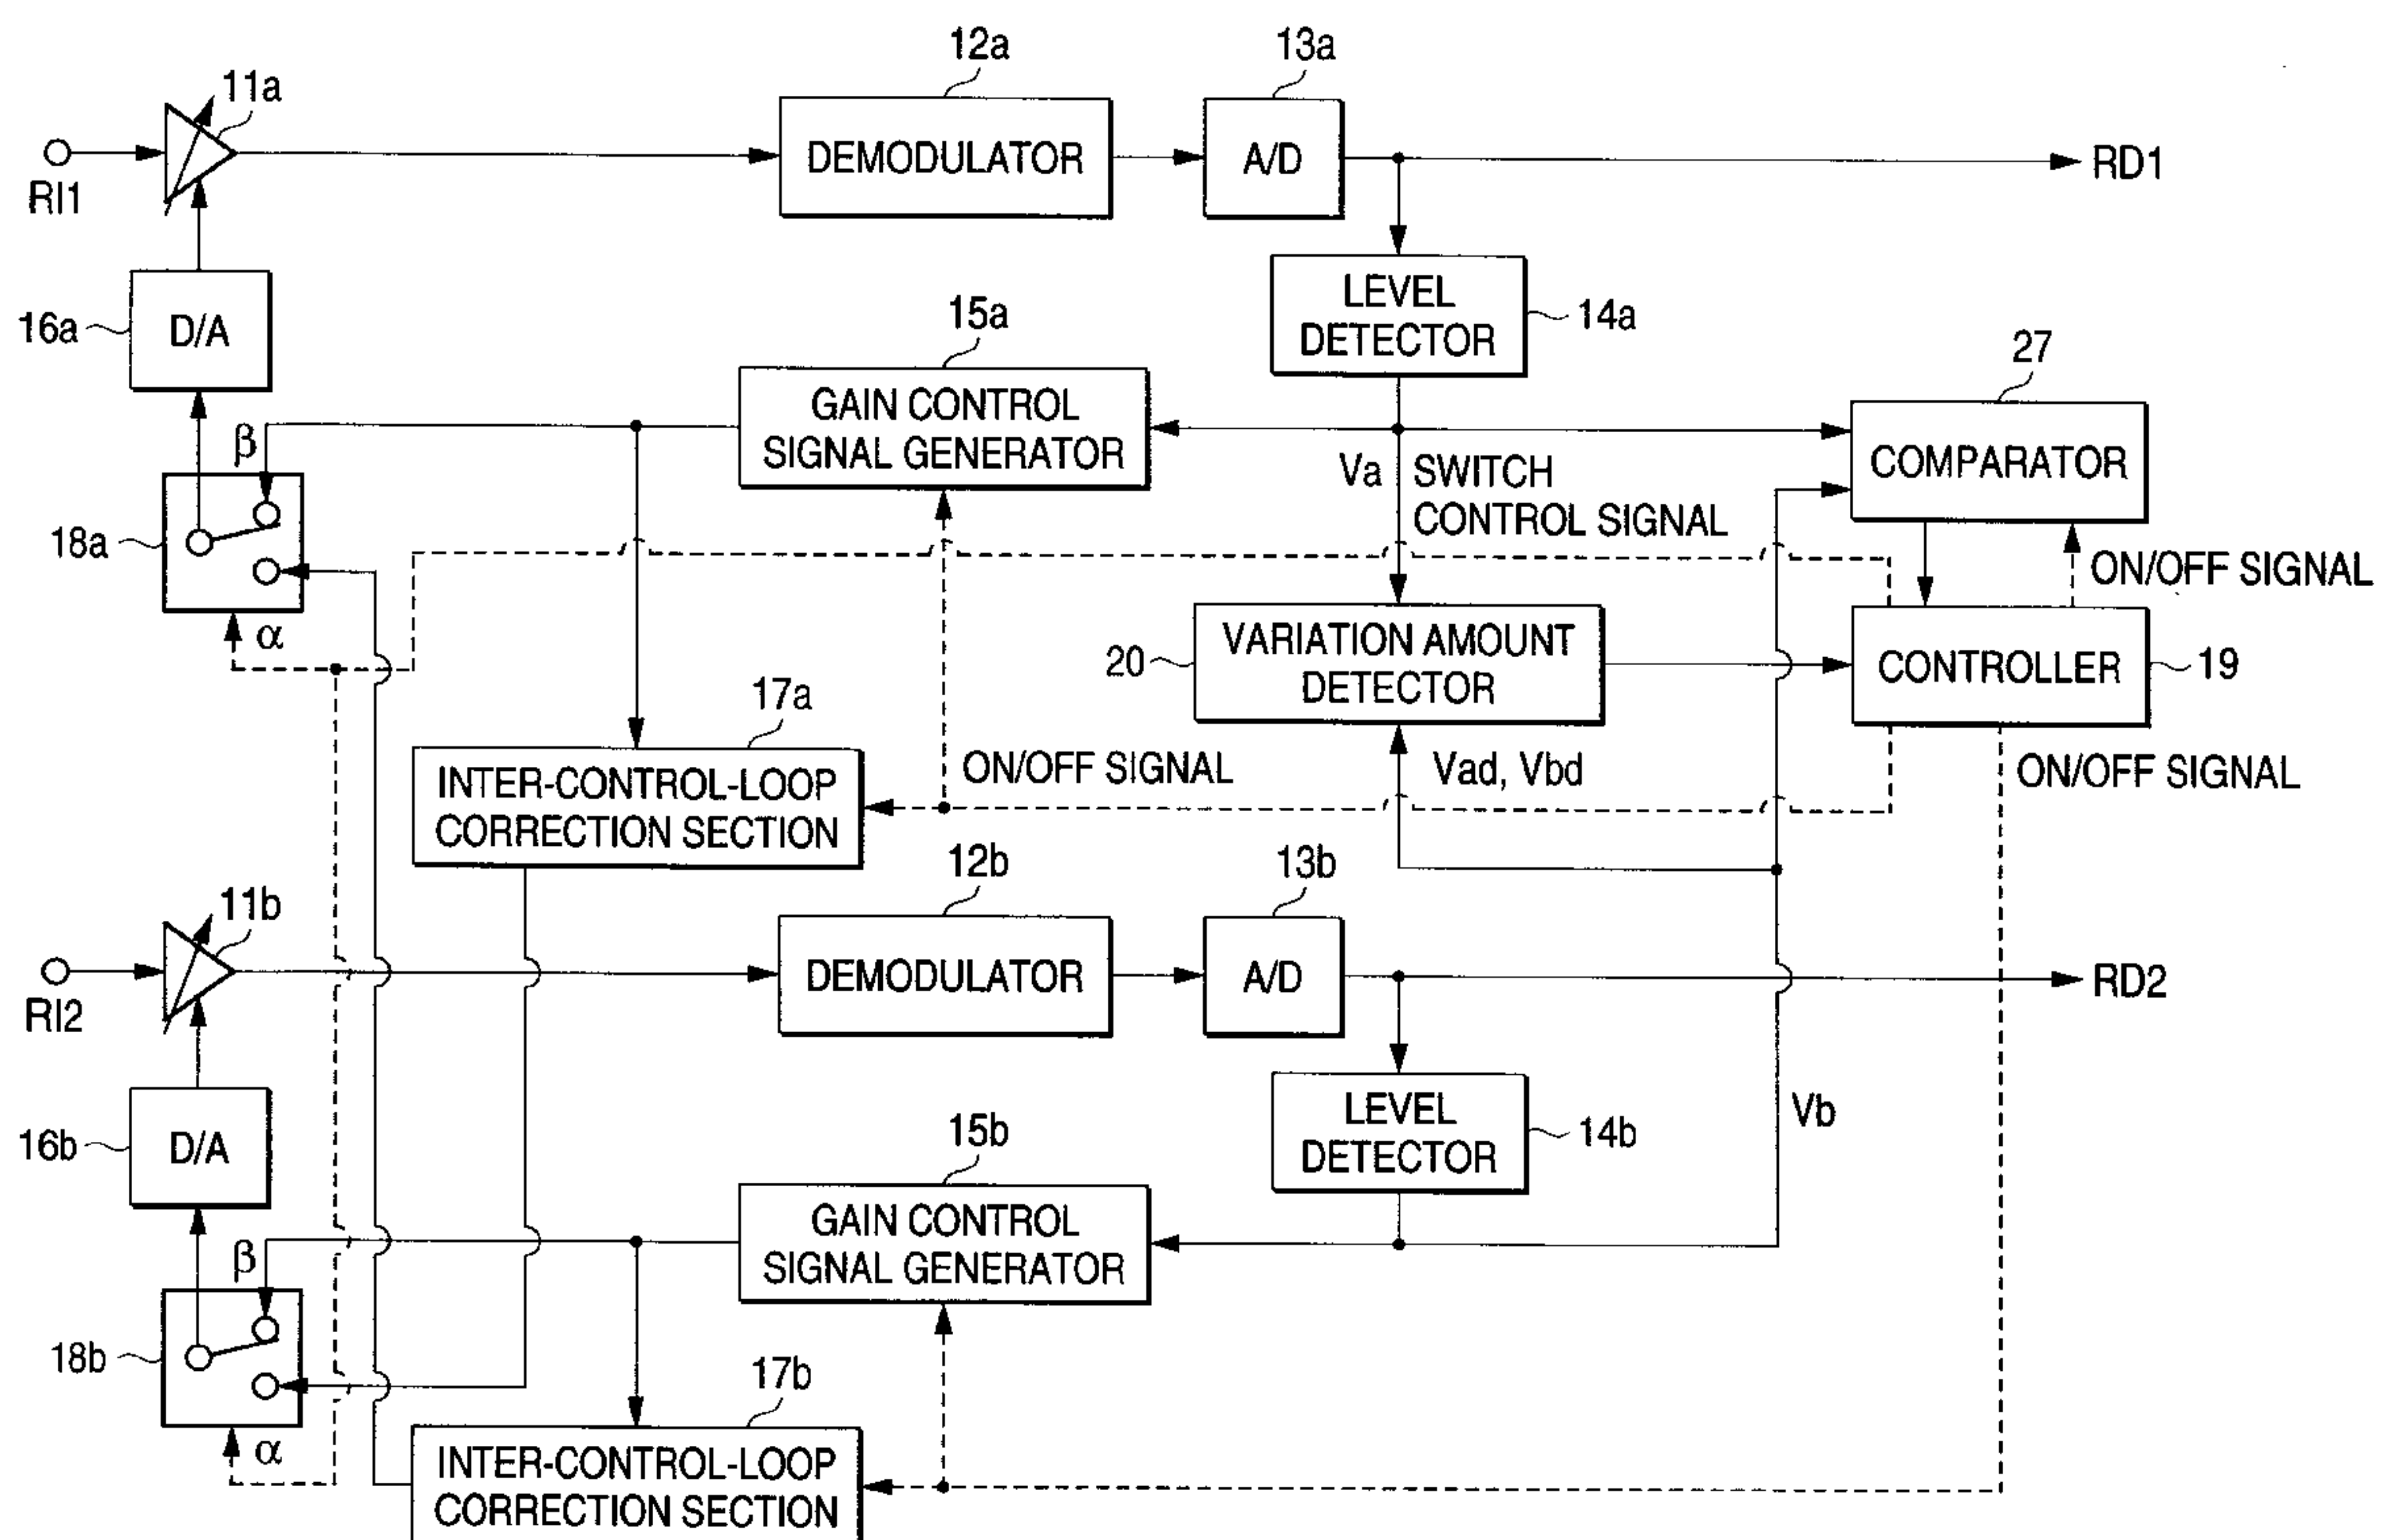 12a
13a
11a
RI1
DEMODULATOR
A/D
RD1
16a
D/A
15a
LEVEL
DETECTOR
14a
27
β
GAIN CONTROL
SIGNAL GENERATOR
Va
SWITCH
CONTROL SIGNAL
COMPARATOR
18a
α
ON/OFF SIGNAL
20
VARIATION AMOUNT
DETECTOR
CONTROLLER
19
17a
INTER-CONTROL-LOOP
CORRECTION SECTION
ON/OFF SIGNAL
Vad, Vbd
ON/OFF SIGNAL
12b
13b
11b
RI2
DEMODULATOR
A/D
RD2
16b
D/A
15b
LEVEL
DETECTOR
14b
Vb
β
GAIN CONTROL
SIGNAL GENERATOR
18b
α
17b
INTER-CONTROL-LOOP
CORRECTION SECTION